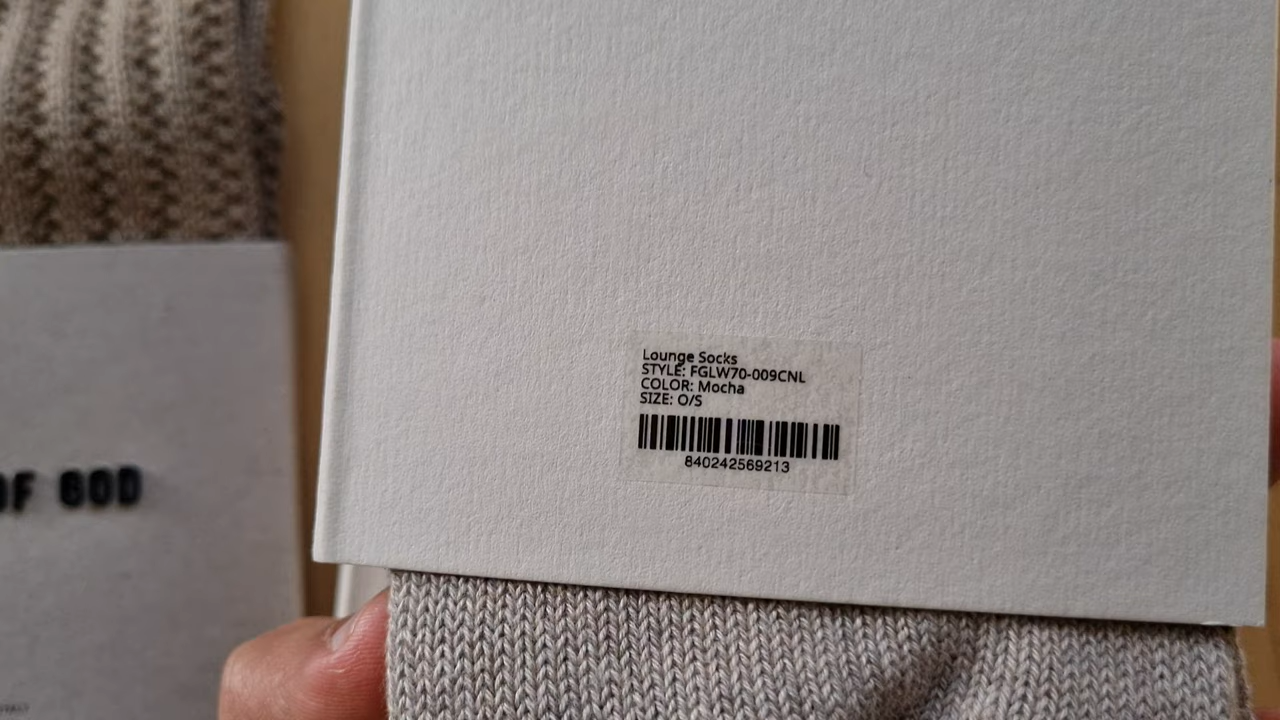 OF GOD
Lounge Socks
STYLE: FGLW70-009CNL
COLOR: Mocha
SIZE: O/S
840242569213